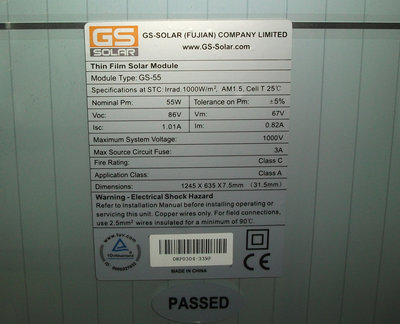 GS
SOLAR
GS-SOLAR (FUJIAN) COMPANY LIMITED
www.GS-Solar.com
Thin Film Solar Module
Module Type: GS-55
Specifications at STC: Irrad.1000W/m², AM1.5, Cell T 25℃
Nominal Pm: 55W Tolerance on Pm: ±5%
Voc: 86V Vm: 67V
Isc: 1.01A Im: 0.82A
Maximum System Voltage: 1000V
Max Source Circuit Fuse: 3A
Fire Rating: Class C
Application Class: Class A
Dimensions: 1245 X 635 X7.5mm (31.5mm)
Warning - Electrical Shock Hazard
Refer to Installation Manual before installing operating or
servicing this unit. Copper wires only. For field connections,
use 2.5mm² wires insulated for a minimum of 90℃
www.tuv.com
MADE IN CHINA
PASSED